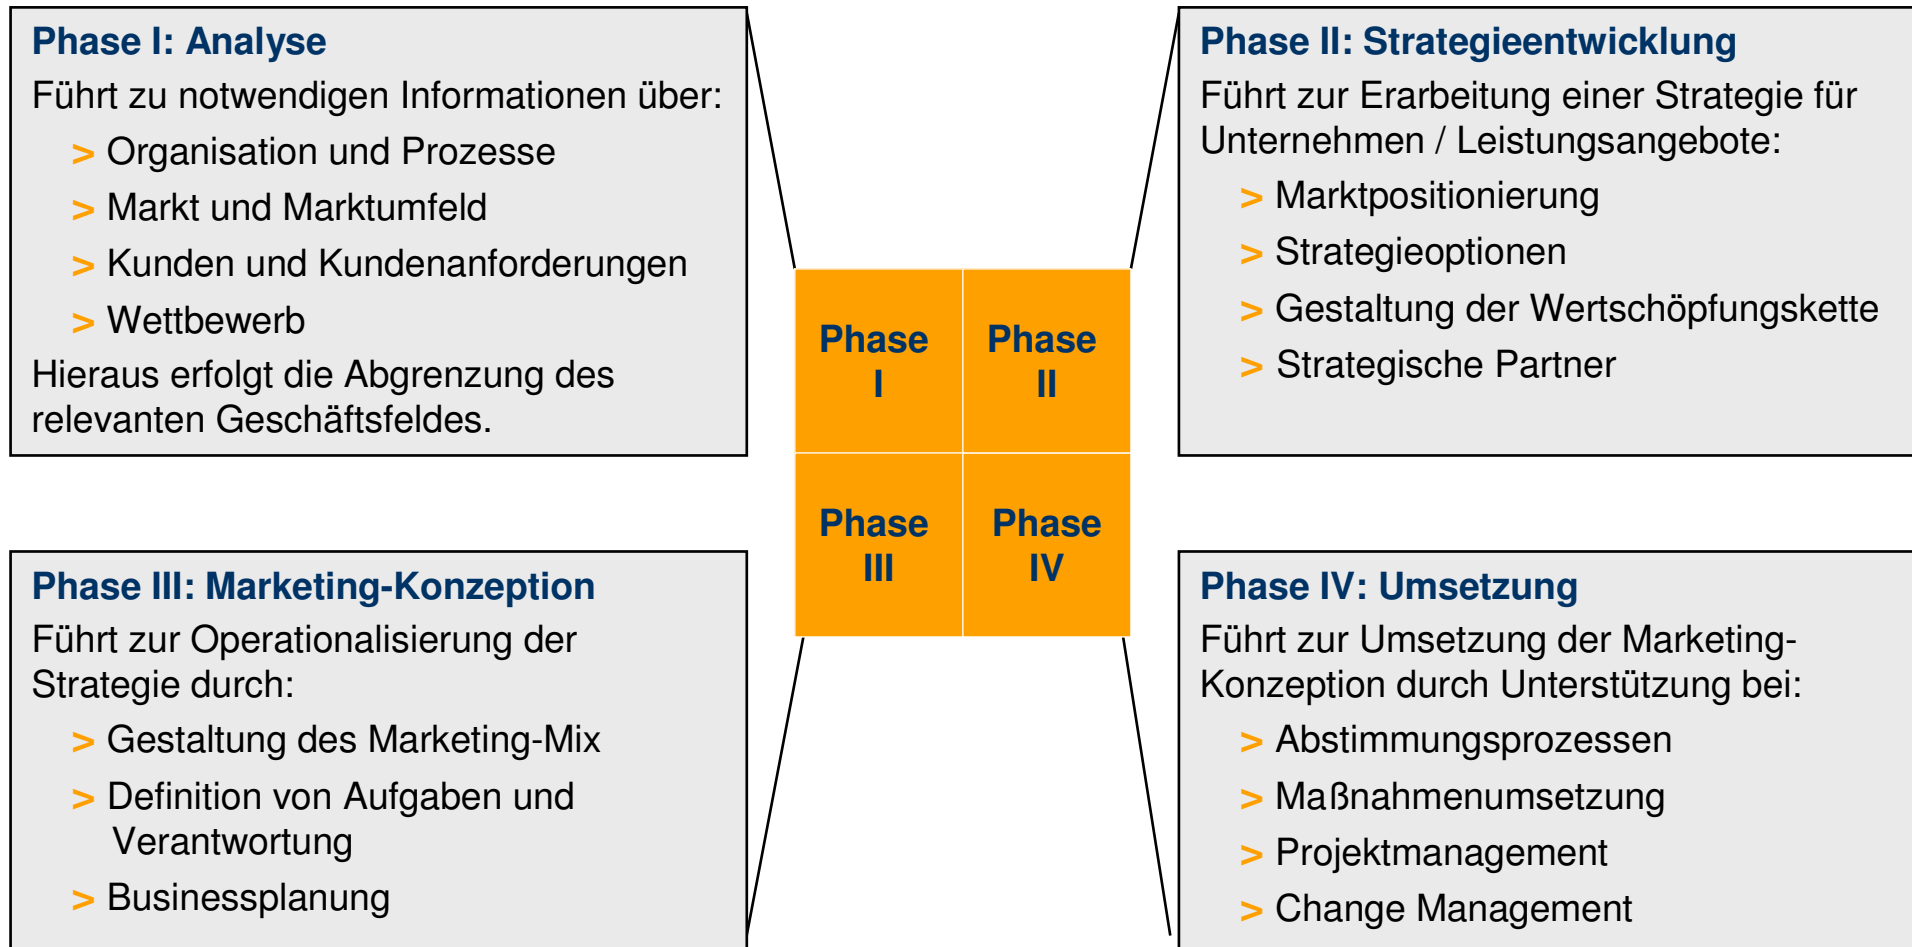 Phase I: Analyse
Führt zu notwendigen Informationen über:
> Organisation und Prozesse
> Markt und Marktumfeld
> Kunden und Kundenanforderungen
> Wettbewerb
Hieraus erfolgt die Abgrenzung des
relevanten Geschäftsfeldes.
Phase II: Strategieentwicklung
Führt zur Erarbeitung einer Strategie für
Unternehmen / Leistungsangebote:
> Marktpositionierung
> Strategieoptionen
> Gestaltung der Wertschöpfungskette
> Strategische Partner
Phase
I
Phase
II
Phase
III
Phase
IV
Phase III: Marketing-Konzeption
Führt zur Operationalisierung der
Strategie durch:
> Gestaltung des Marketing-Mix
> Definition von Aufgaben und
Verantwortung
> Businessplanung
Phase IV: Umsetzung
Führt zur Umsetzung der Marketing-
Konzeption durch Unterstützung bei:
> Abstimmungsprozessen
> Maßnahmenumsetzung
> Projektmanagement
> Change Management